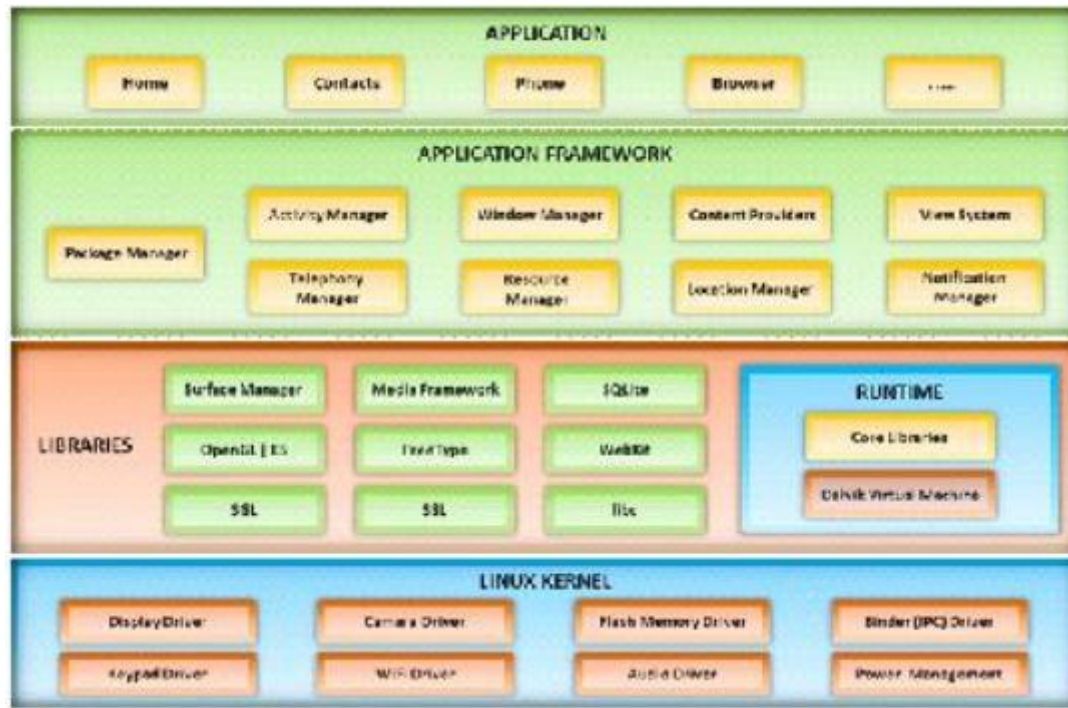 APPLICATION
Home
Contacts
Phone
Browser
....
APPLICATION FRAMEWORK
Package Manager
Activity Manager
Window Manager
Content Providers
View System
Telephony
Manager
Resource
Manager
Location Manager
Notification
Manager
LIBRARIES
Surface Manager
Media Framework
SQLite
OpenGL | ES
FreeType
WebKit
SSL
libc
RUNTIME
Core Libraries
Dalvik Virtual Machine
LINUX KERNEL
Display Driver
Camera Driver
Flash Memory Driver
Binder (IPC) Driver
Keypad Driver
WiFi Driver
Audio Driver
Power Management